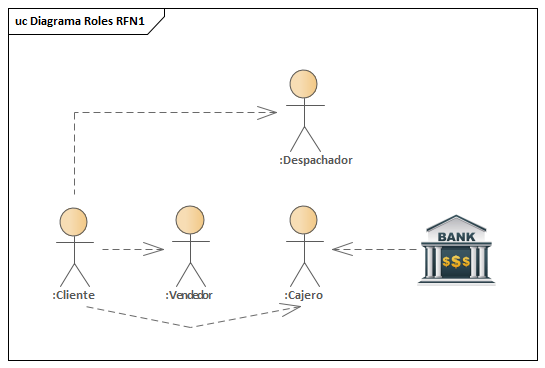 uc Diagrama Roles RFN1
:Despachador
BANK
$$$
:Cliente
:Vendedor
:Cajero